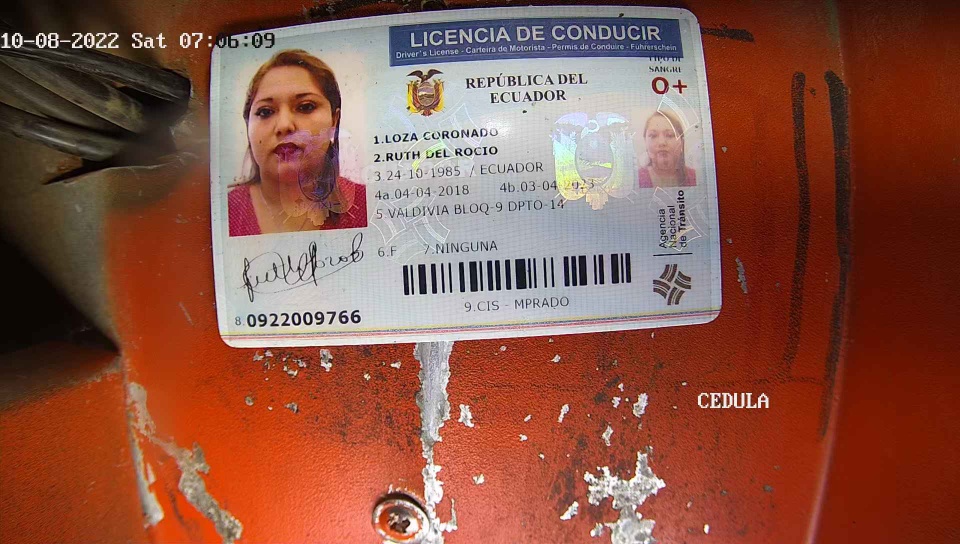 10-08-2022 Sat 07:06:09
LICENCIA DE CONDUCIR
Driver's License - Carteira de Motorista - Permis de Conduire - Führerschein
REPÚBLICA DEL
ECUADOR
TIPO DE
SANGRE
O+
1.LOZA CORONADO
2.RUTH DEL ROCIO
3.24-10-1985 / ECUADOR
4a.04-04-2018 4b.03-04-2023
5.VALDIVIA BLOQ-9 DPTO-14
6.F 7.NINGUNA
9.CIS - MPRADO
8.0922009766
Agencia
Nacional
de Tránsito
CEDULA